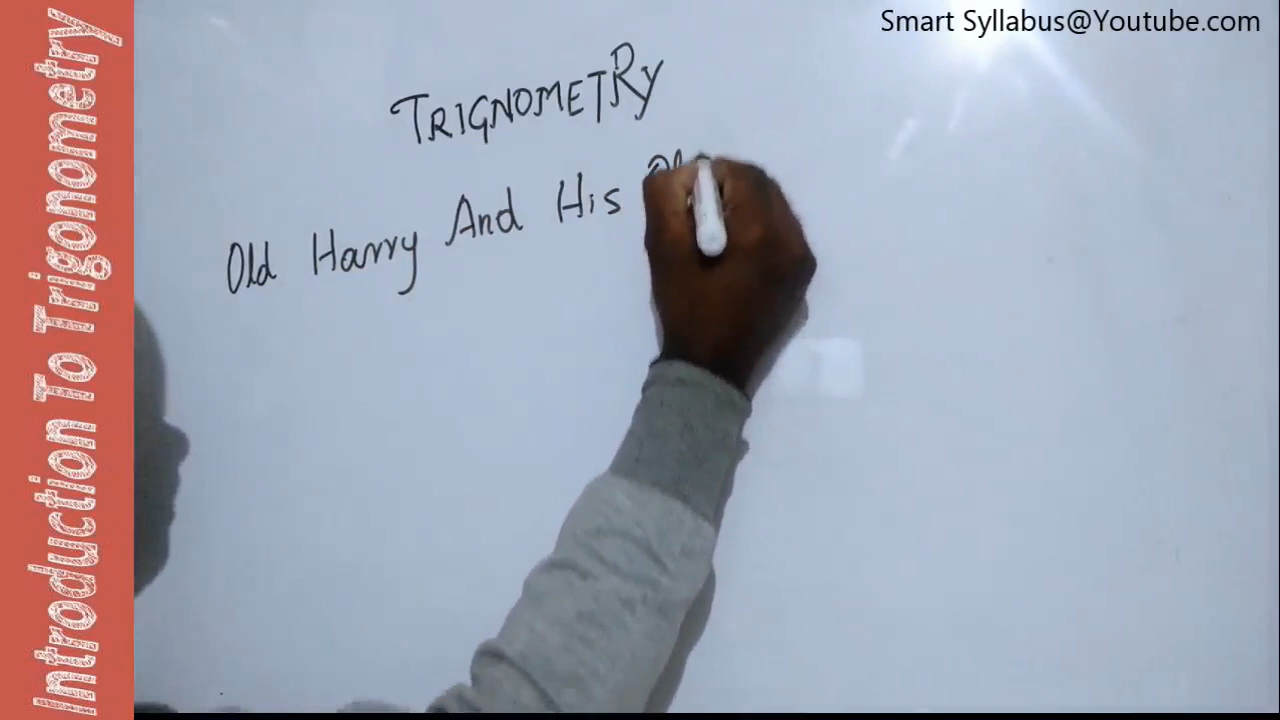 Smart Syllabus@Youtube.com
Introduction To Trigonometry
TRIGNOMETRY
Old Harry And His